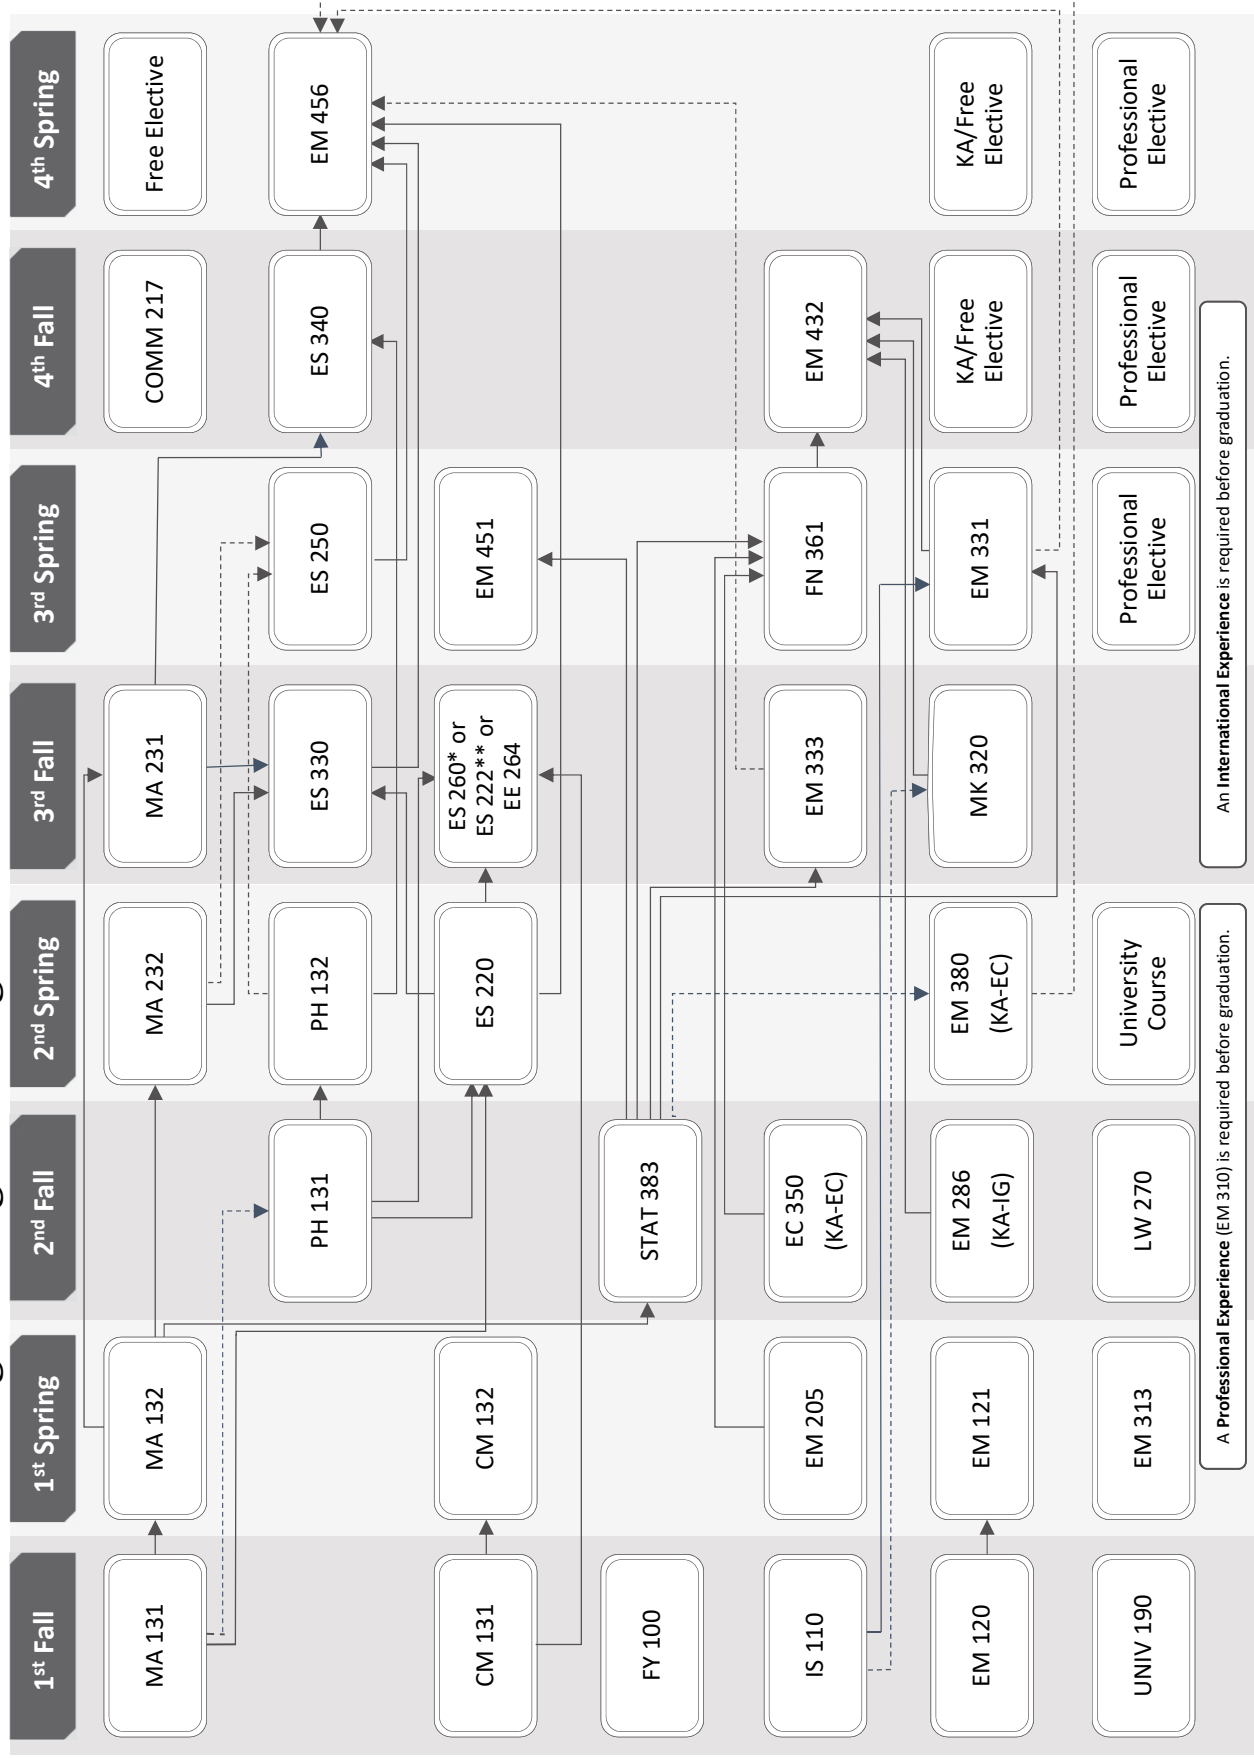 1st Fall
1st Spring
2nd Fall
2nd Spring
3rd Fall
3rd Spring
4th Fall
4th Spring
MA 131
MA 132
MA 232
MA 231
COMM 217
Free Elective
PH 131
PH 132
ES 330
ES 250
ES 340
EM 456
CM 131
CM 132
ES 220
ES 260* or
ES 222** or
EE 264
EM 451
FY 100
STAT 383
IS 110
EM 205
EC 350
(KA-EC)
EM 333
FN 361
EM 432
EM 120
EM 121
EM 286
(KA-IG)
EM 380
(KA-EC)
MK 320
EM 331
KA/Free
Elective
KA/Free
Elective
UNIV 190
EM 313
LW 270
University
Course
Professional
Elective
Professional
Elective
Professional
Elective
A Professional Experience (EM 310) is required before graduation.
An International Experience is required before graduation.